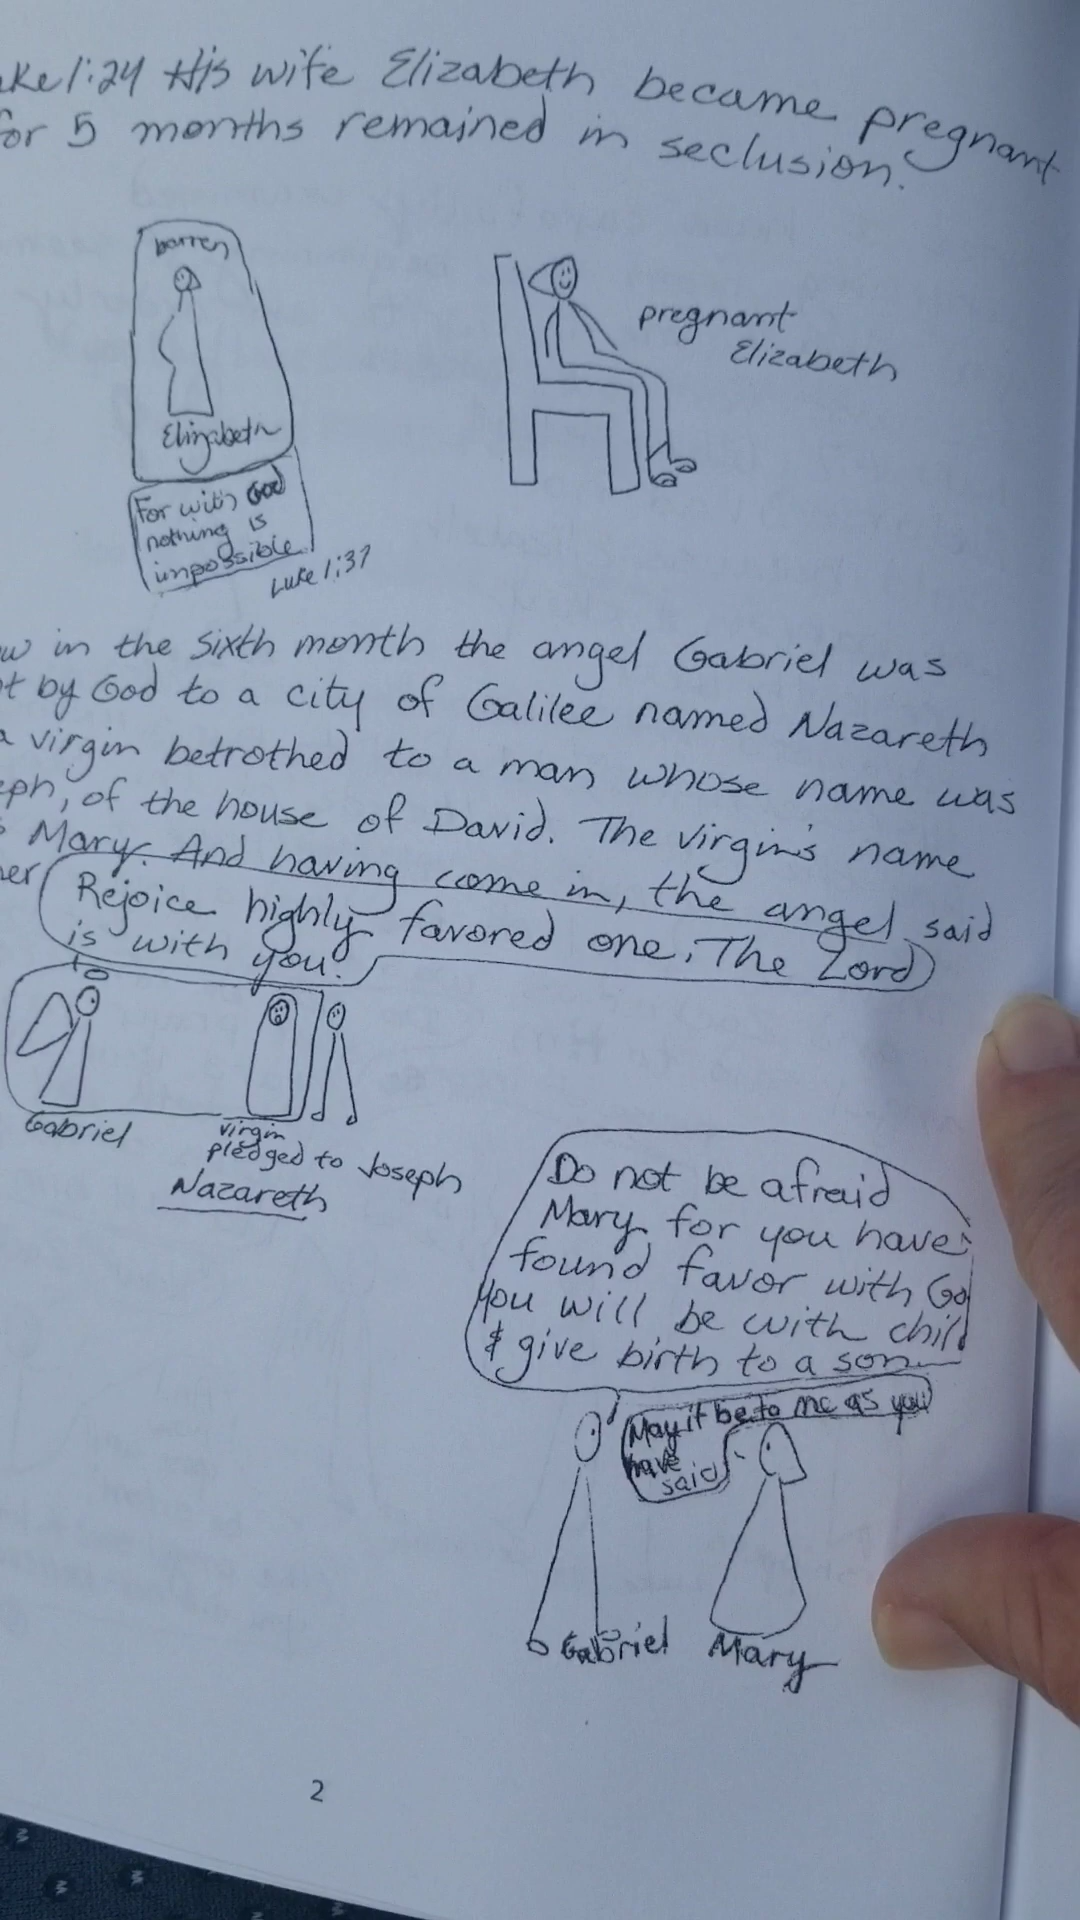 ke 1:24 His wife Elizabeth became pregnant
for 5 months remained in seclusion.
barren
Elizabeth
pregnant
Elizabeth
For with God
nothing is
impossible
Luke 1:37
w in the sixth month the angel Gabriel was
t by God to a city of Galilee named Nazareth
a virgin betrothed to a man whose name was
eph, of the house of David. The virgin's name
s Mary. And having come in, the angel said
her
Rejoice highly favored one. The Lord
is with you.
Gabriel
virgin
pledged to Joseph
Nazareth
Do not be afraid
Mary for you have
found favor with Go
You will be with child
& give birth to a son
May it be to me as you
have
said
Gabriel Mary
2